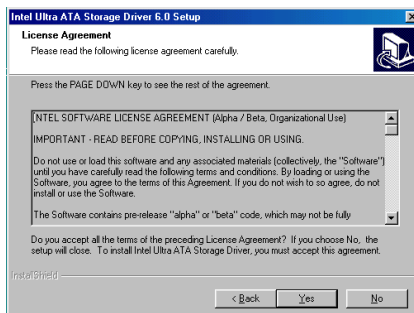 Intel Ultra ATA Storage Driver 6.0 Setup
License Agreement
Please read the following license agreement carefully.
Press the PAGE DOWN key to see the rest of the agreement.
INTEL SOFTWARE LICENSE AGREEMENT (Alpha / Beta, Organizational Use)
IMPORTANT - READ BEFORE COPYING, INSTALLING OR USING.
Do not use or load this software and any associated materials (collectively, the "Software")
until you have carefully read the following terms and conditions. By loading or using the
Software, you agree to the terms of this Agreement. If you do not wish to so agree, do not
install or use the Software.
The Software contains pre-release "alpha" or "beta" code, which may not be fully
Do you accept all the terms of the preceding License Agreement? If you choose No, the
setup will close. To install Intel Ultra ATA Storage Driver, you must accept this agreement.
InstallShield
< Back
Yes
No